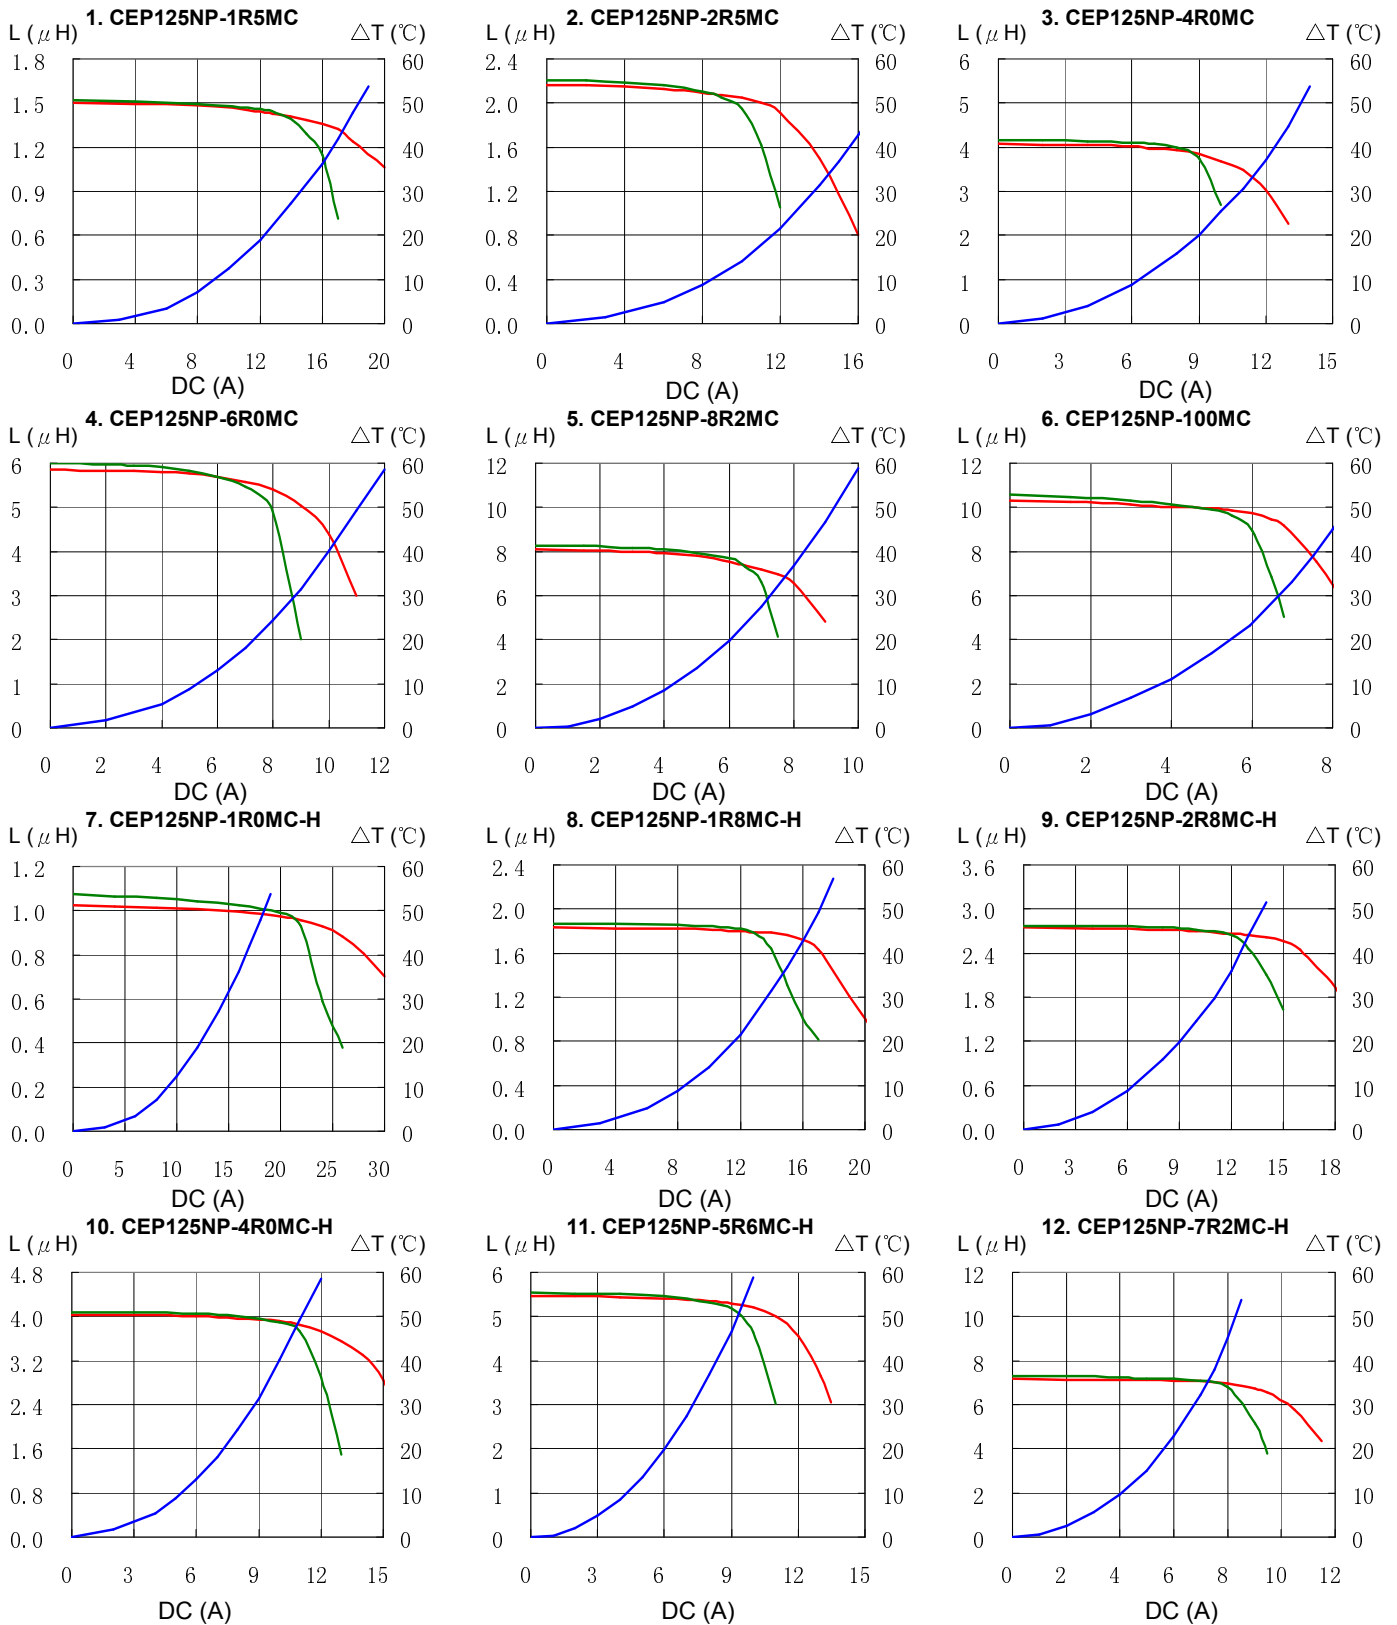 1. CEP125NP-1R5MC
L (μH) △T (℃)
1.8 60
1.5 50
1.2 40
0.9 30
0.6 20
0.3 10
0.0 0
0 4 8 12 16 20
DC (A)
2. CEP125NP-2R5MC
L (μH) △T (℃)
2.4 60
2.0 50
1.6 40
1.2 30
0.8 20
0.4 10
0.0 0
0 4 8 12 16
DC (A)
3. CEP125NP-4R0MC
L (μH) △T (℃)
6 60
5 50
4 40
3 30
2 20
1 10
0 0
0 3 6 9 12 15
DC (A)
4. CEP125NP-6R0MC
L (μH) △T (℃)
6 60
5 50
4 40
3 30
2 20
1 10
0 0
0 2 4 6 8 10 12
DC (A)
5. CEP125NP-8R2MC
L (μH) △T (℃)
12 60
10 50
8 40
6 30
4 20
2 10
0 0
0 2 4 6 8 10
DC (A)
6. CEP125NP-100MC
L (μH) △T (℃)
12 60
10 50
8 40
6 30
4 20
2 10
0 0
0 2 4 6 8
DC (A)
7. CEP125NP-1R0MC-H
L (μH) △T (℃)
1.2 60
1.0 50
0.8 40
0.6 30
0.4 20
0.2 10
0.0 0
0 5 10 15 20 25 30
DC (A)
8. CEP125NP-1R8MC-H
L (μH) △T (℃)
2.4 60
2.0 50
1.6 40
1.2 30
0.8 20
0.4 10
0.0 0
0 4 8 12 16 20
DC (A)
9. CEP125NP-2R8MC-H
L (μH) △T (℃)
3.6 60
3.0 50
2.4 40
1.8 30
1.2 20
0.6 10
0.0 0
0 3 6 9 12 15 18
DC (A)
10. CEP125NP-4R0MC-H
L (μH) △T (℃)
4.8 60
4.0 50
3.2 40
2.4 30
1.6 20
0.8 10
0.0 0
0 3 6 9 12 15
DC (A)
11. CEP125NP-5R6MC-H
L (μH) △T (℃)
6 60
5 50
4 40
3 30
2 20
1 10
0 0
0 3 6 9 12 15
DC (A)
12. CEP125NP-7R2MC-H
L (μH) △T (℃)
12 60
10 50
8 40
6 30
4 20
2 10
0 0
0 2 4 6 8 10 12
DC (A)